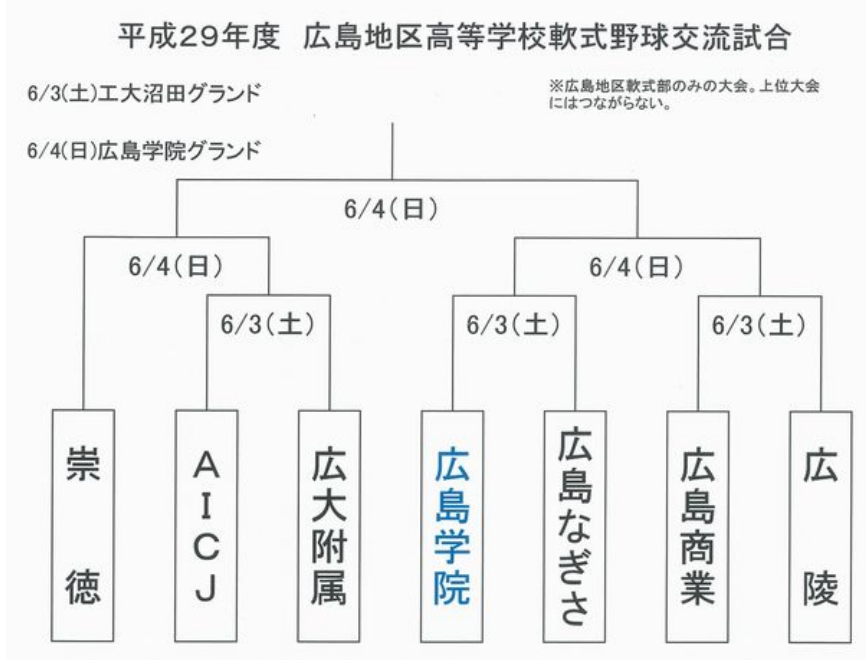 平成29年度 広島地区高等学校軟式野球交流試合
6/3(土)工大沼田グランド
※広島地区軟式部のみの大会。上位大会
にはつながらない。
6/4(日)広島学院グランド
6/4(日)
6/4(日)
6/4(日)
6/3(土)
6/3(土)
6/3(土)
崇徳
AICJ
広大附属
広島学院
広島なぎさ
広島商業
広陵